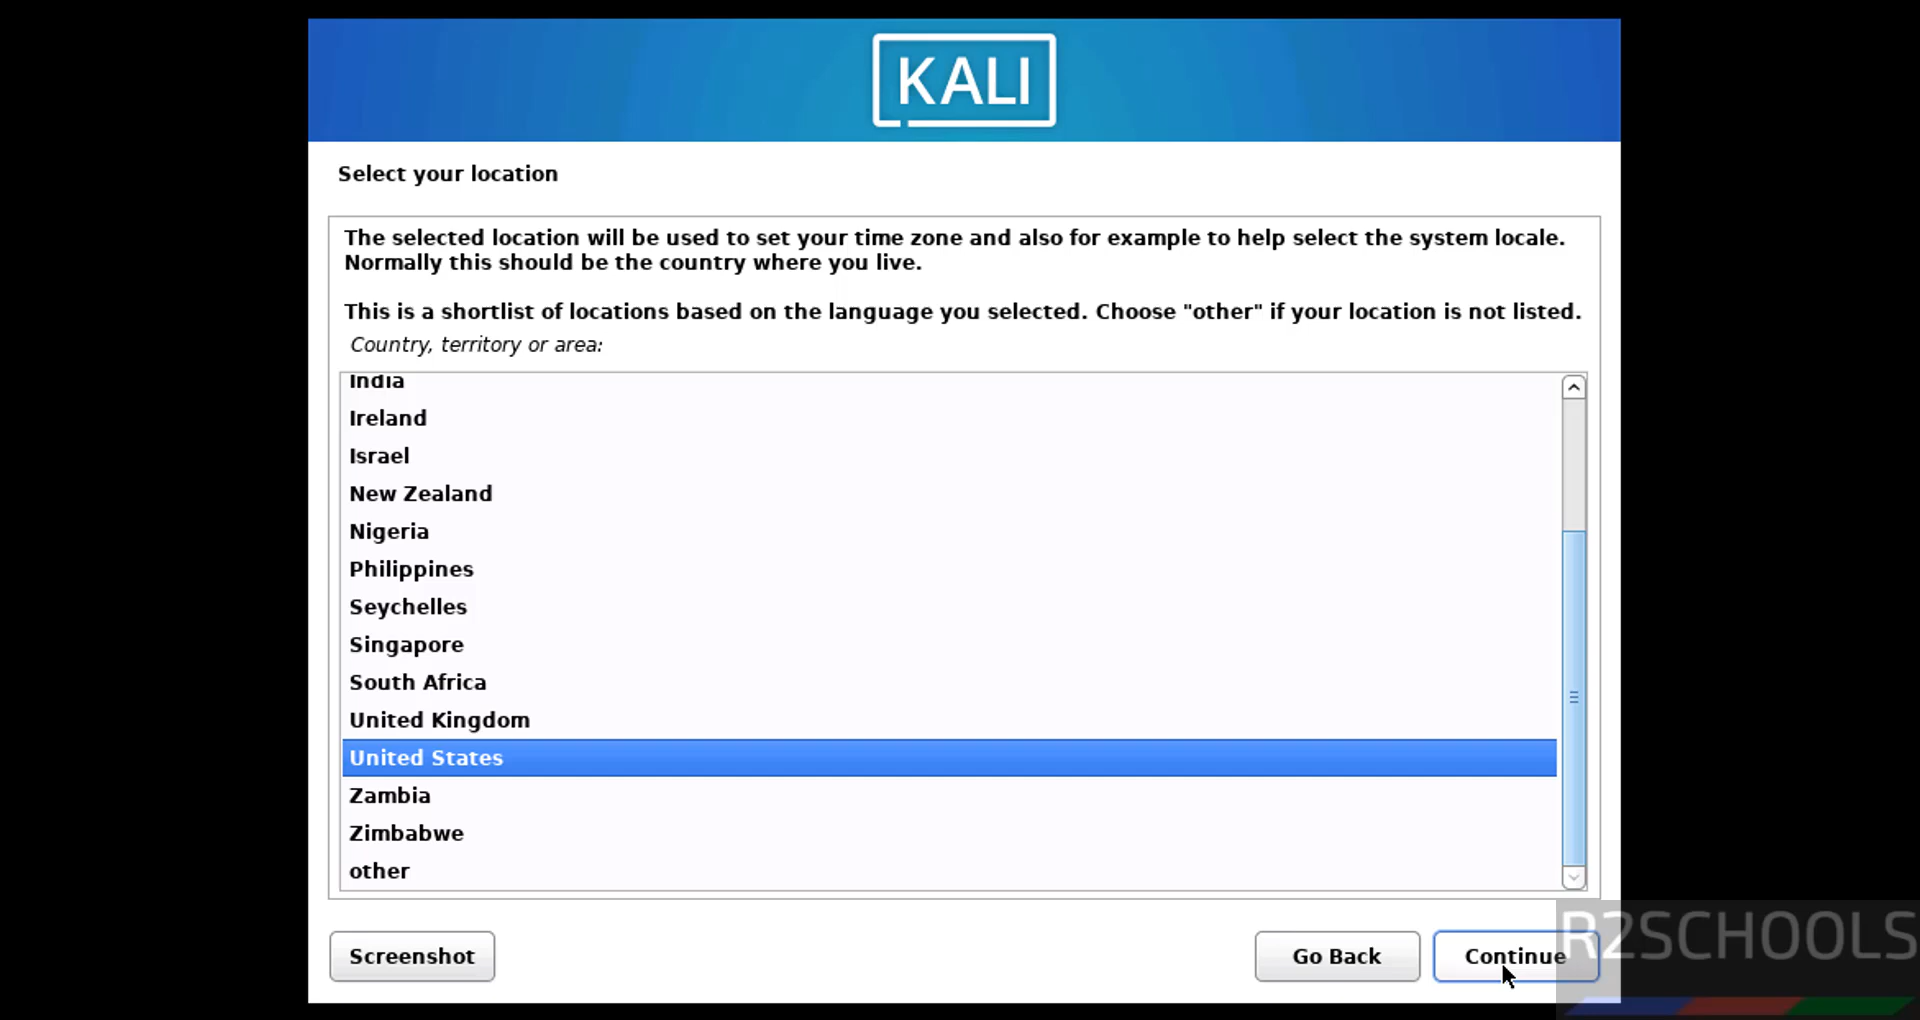 KALI
Select your location
The selected location will be used to set your time zone and also for example to help select the system locale.
Normally this should be the country where you live.
This is a shortlist of locations based on the language you selected. Choose "other" if your location is not listed.
Country, territory or area:
India
Ireland
Israel
New Zealand
Nigeria
Philippines
Seychelles
Singapore
South Africa
United Kingdom
United States
Zambia
Zimbabwe
other
Screenshot
Go Back
Continue
R2SCHOOLS